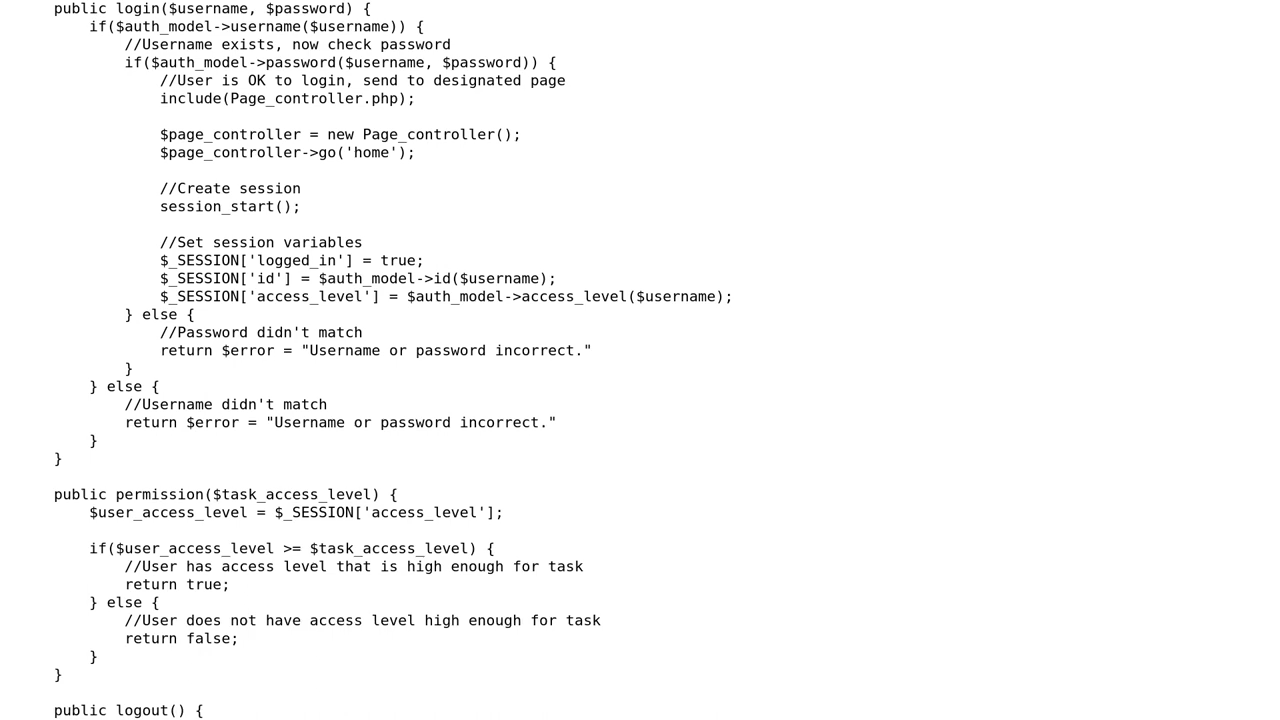 public login($username, $password) {
if($auth_model->username($username)) {
//Username exists, now check password
if($auth_model->password($username, $password)) {
//User is OK to login, send to designated page
include(Page_controller.php);
$page_controller = new Page_controller();
$page_controller->go('home');
//Create session
session_start();
//Set session variables
$_SESSION['logged_in'] = true;
$_SESSION['id'] = $auth_model->id($username);
$_SESSION['access_level'] = $auth_model->access_level($username);
} else {
//Password didn't match
return $error = "Username or password incorrect."
}
} else {
//Username didn't match
return $error = "Username or password incorrect."
}
}
public permission($task_access_level) {
$user_access_level = $_SESSION['access_level'];
if($user_access_level >= $task_access_level) {
//User has access level that is high enough for task
return true;
} else {
//User does not have access level high enough for task
return false;
}
}
public logout() {